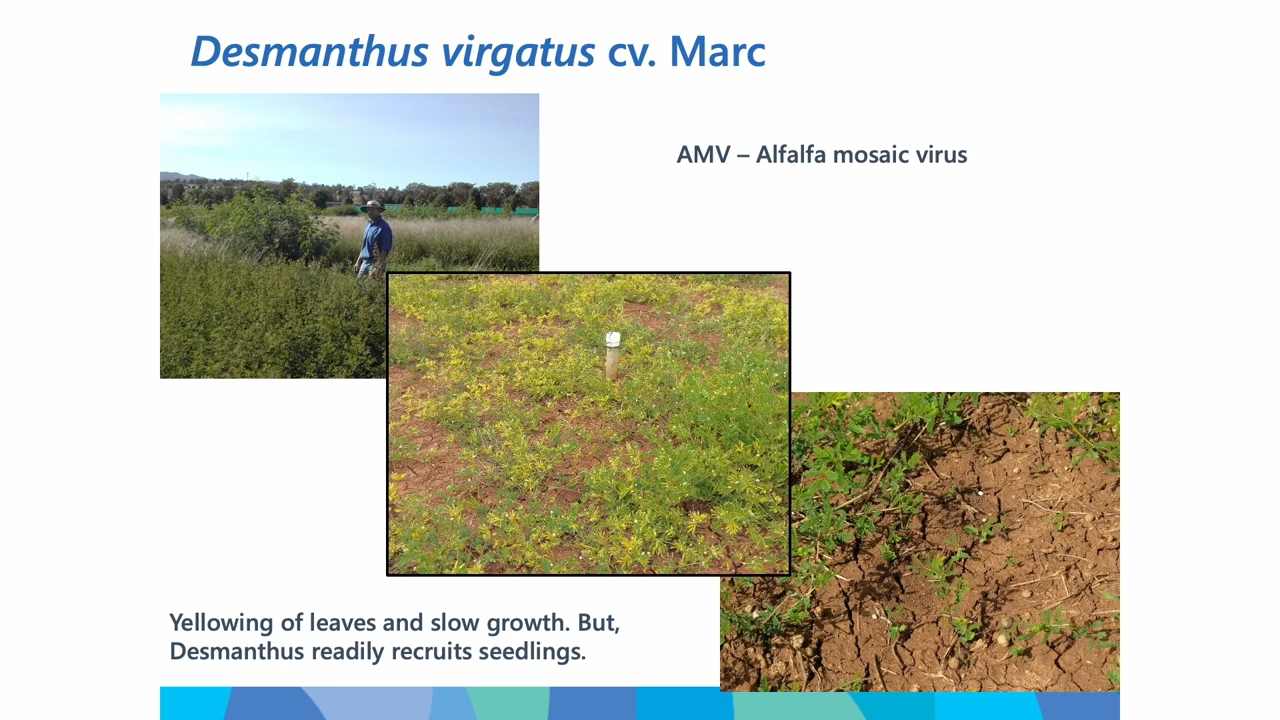 Desmanthus virgatus cv. Marc
AMV – Alfalfa mosaic virus
Yellowing of leaves and slow growth. But,
Desmanthus readily recruits seedlings.